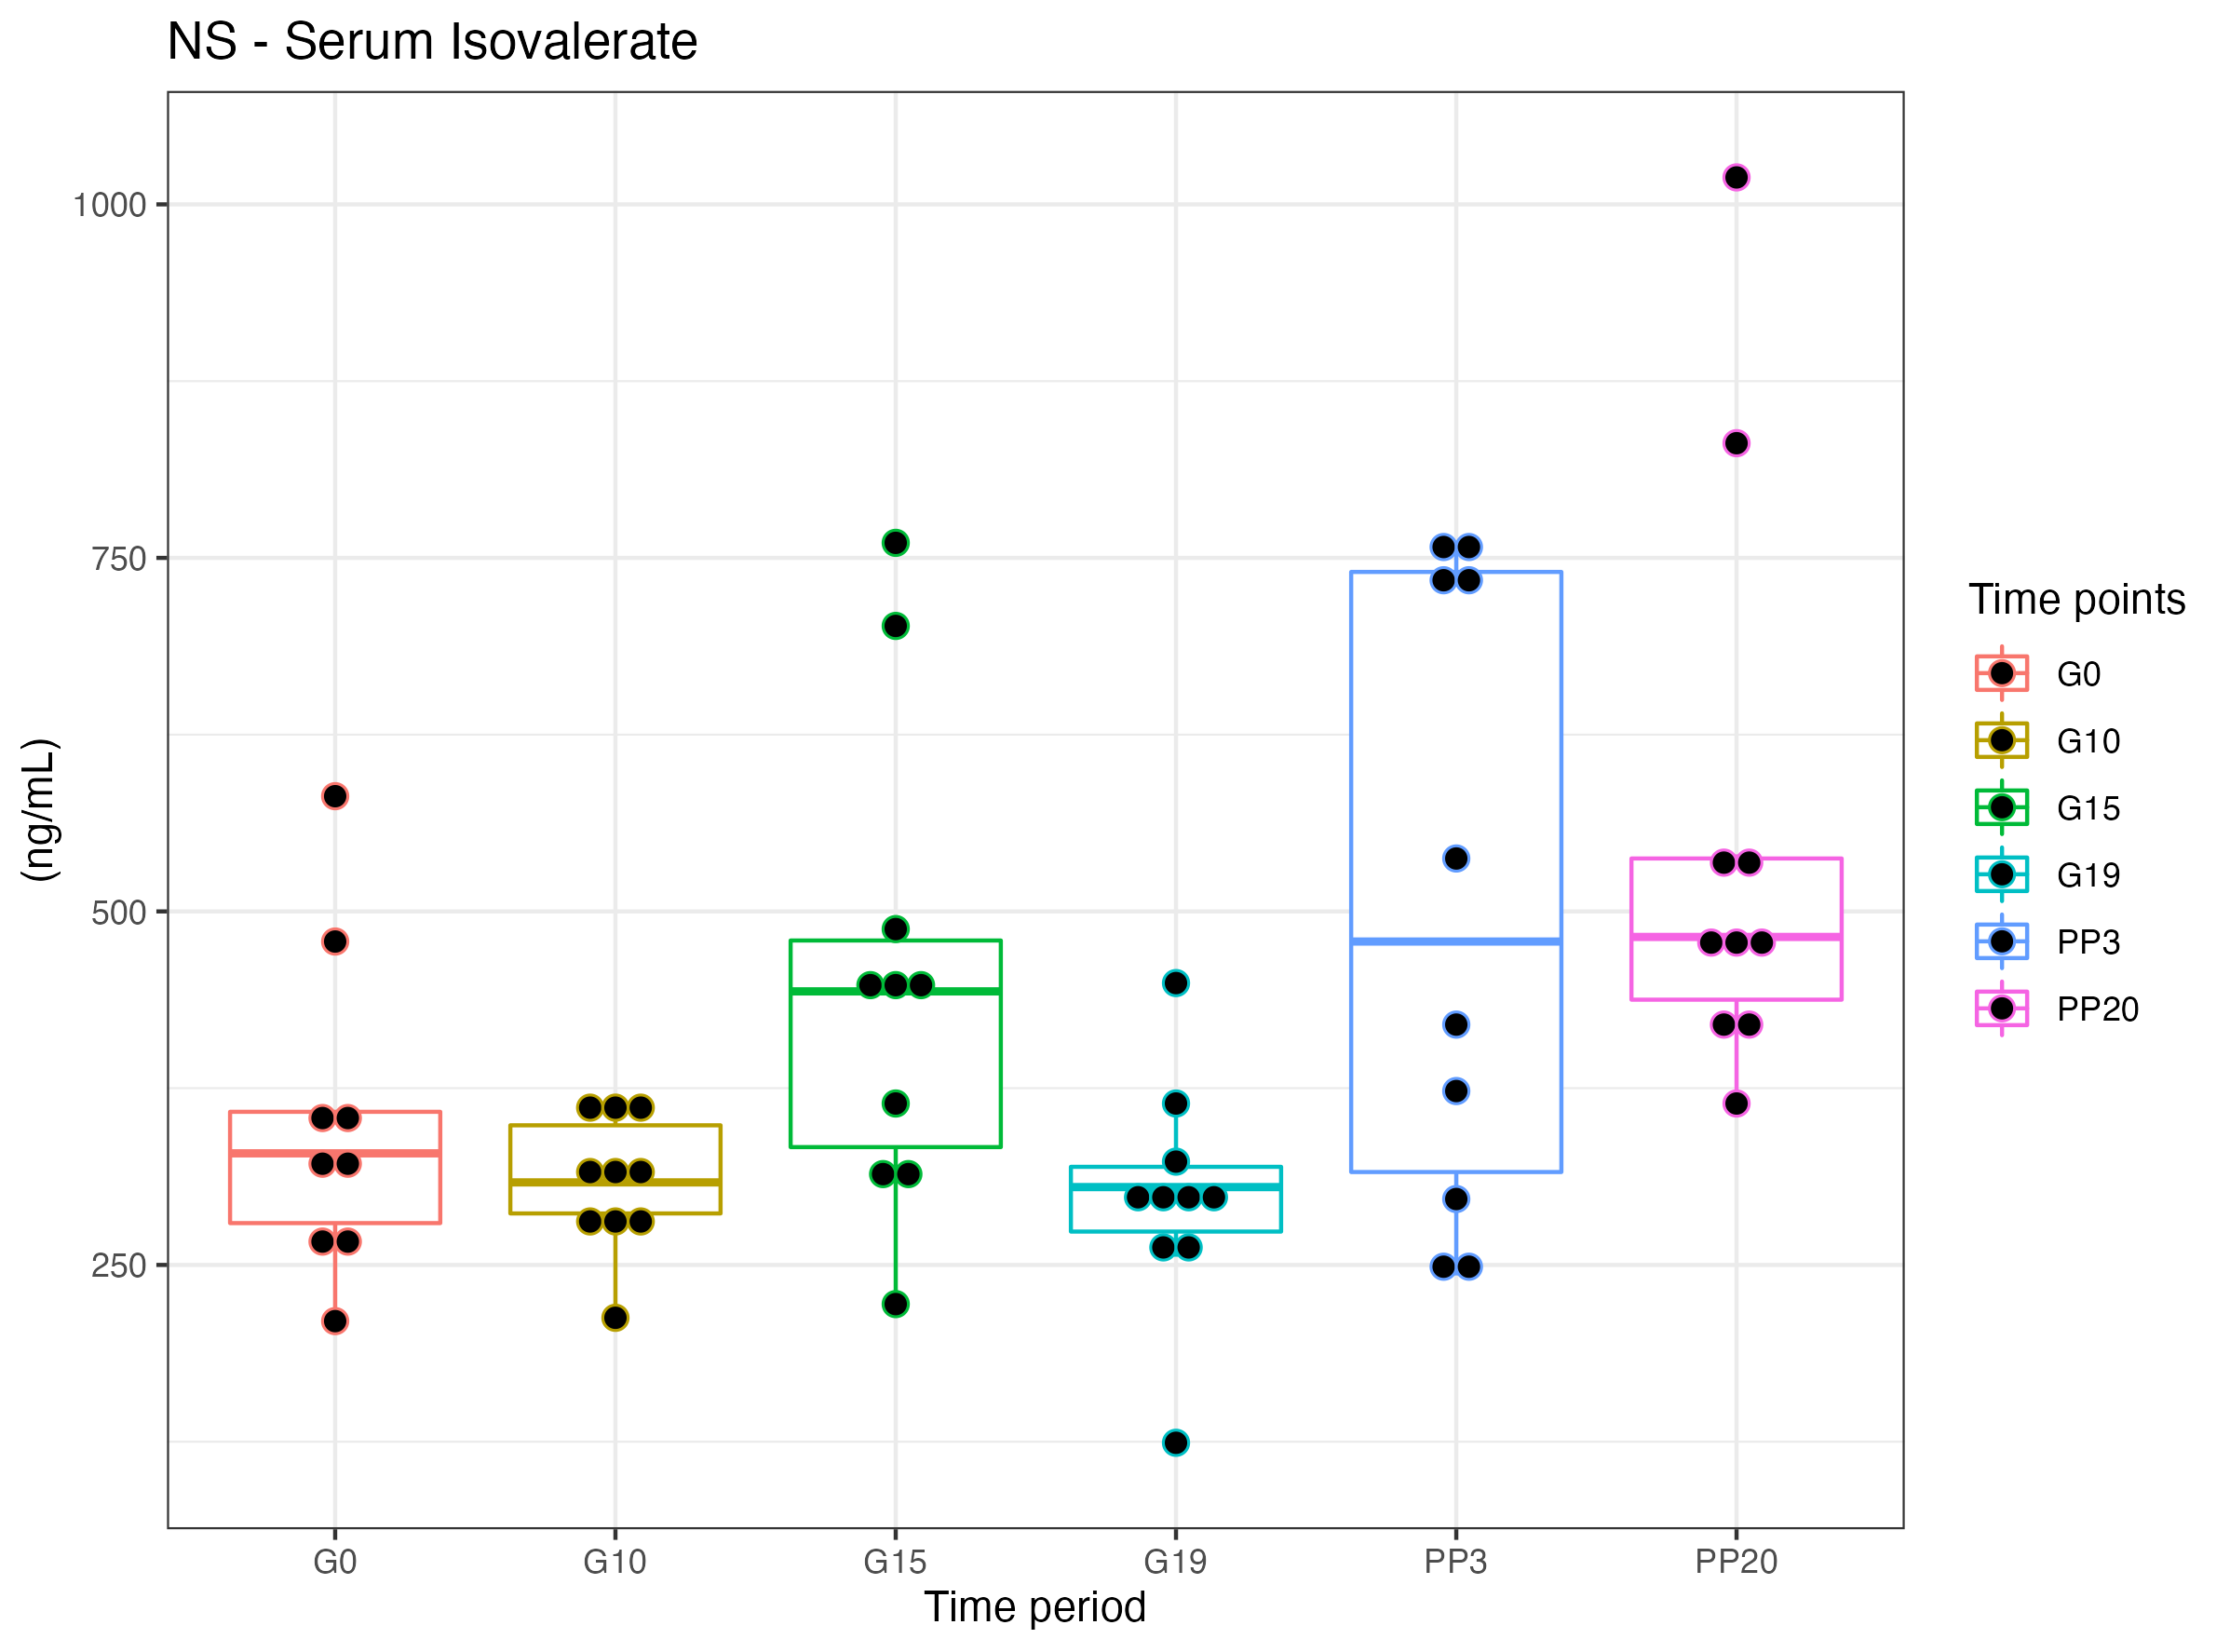 NS - Serum Isovalerate
1000
750
500
250
(ng/mL)
G0
G10
G15
G19
PP3
PP20
Time period
Time points
G0
G10
G15
G19
PP3
PP20